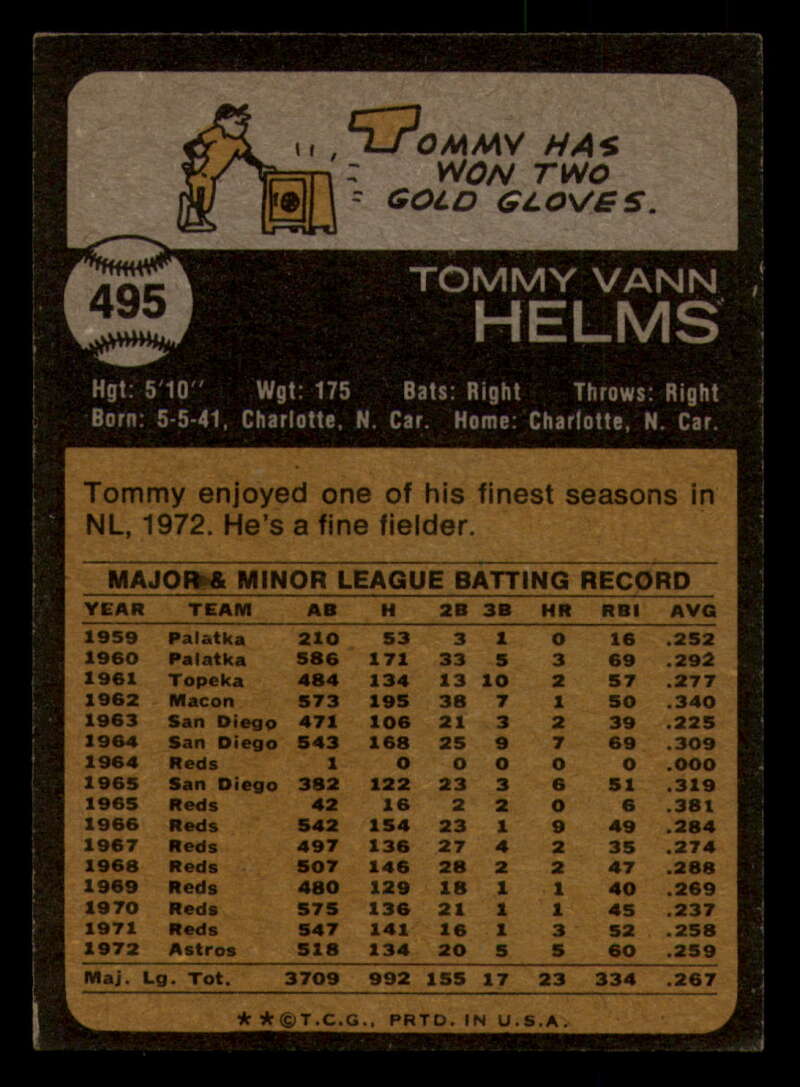 TOMMY HAS
WON TWO
GOLD GLOVES.
495
TOMMY VANN
HELMS
Hgt: 5'10" Wgt: 175 Bats: Right Throws: Right
Born: 5-5-41, Charlotte, N. Car. Home: Charlotte, N. Car.
Tommy enjoyed one of his finest seasons in
NL, 1972. He's a fine fielder.
MAJOR & MINOR LEAGUE BATTING RECORD
YEAR TEAM AB H 2B 3B HR RBI AVG
1959 Palatka 210 53 3 1 0 16 .252
1960 Palatka 586 171 33 5 3 69 .292
1961 Topeka 484 134 13 10 2 57 .277
1962 Macon 573 195 38 7 1 50 .340
1963 San Diego 471 106 21 3 2 39 .225
1964 San Diego 543 168 25 9 7 69 .309
1964 Reds 1 0 0 0 0 0 .000
1965 San Diego 382 122 23 3 6 51 .319
1965 Reds 42 16 2 2 0 6 .381
1966 Reds 542 154 23 1 9 49 .284
1967 Reds 497 136 27 4 2 35 .274
1968 Reds 507 146 28 2 2 47 .288
1969 Reds 480 129 18 1 1 40 .269
1970 Reds 575 136 21 1 1 45 .237
1971 Reds 547 141 16 1 3 52 .258
1972 Astros 518 134 20 5 5 60 .259
Maj. Lg. Tot. 3709 992 155 17 23 334 .267
**©T.C.G., PRTD. IN U.S.A.